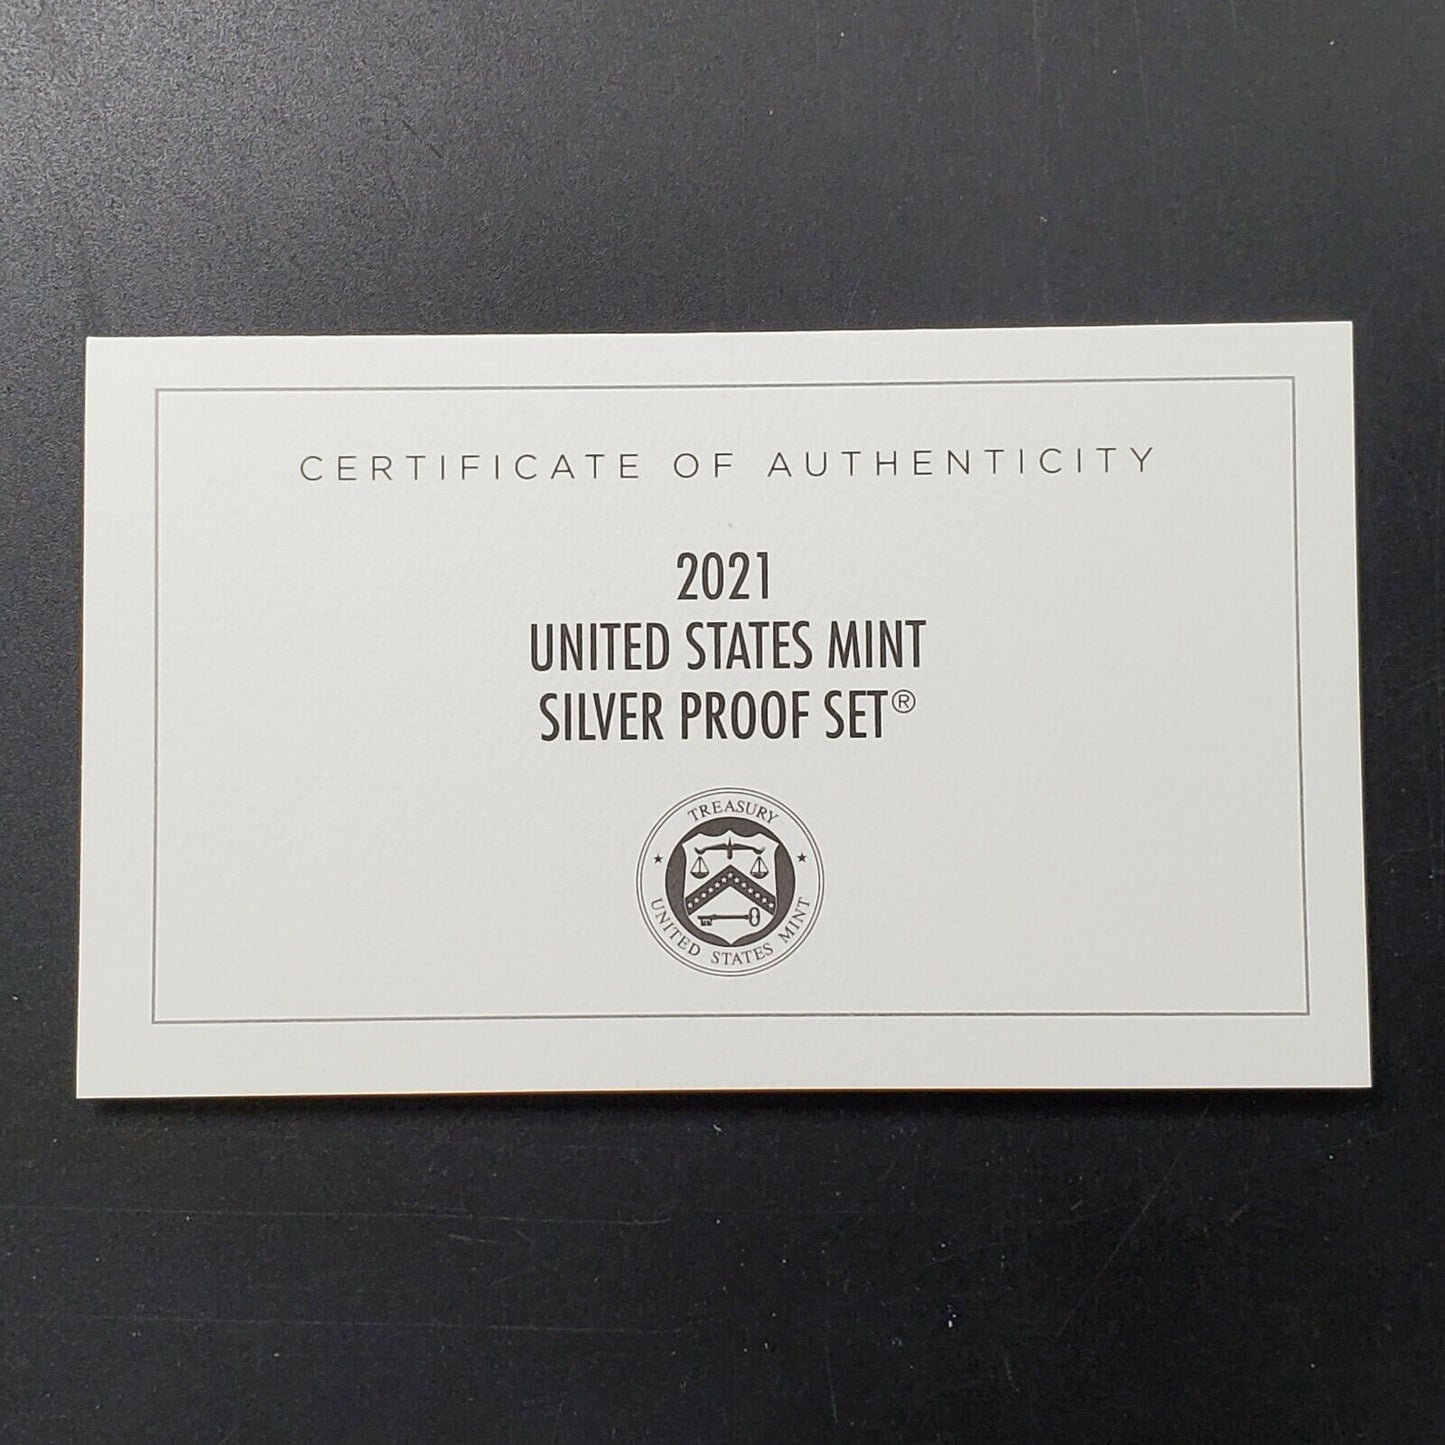 CERTIFICATE OF AUTHENTICITY
2021
UNITED STATES MINT
SILVER PROOF SET®
TREASURY
UNITED STATES MINT